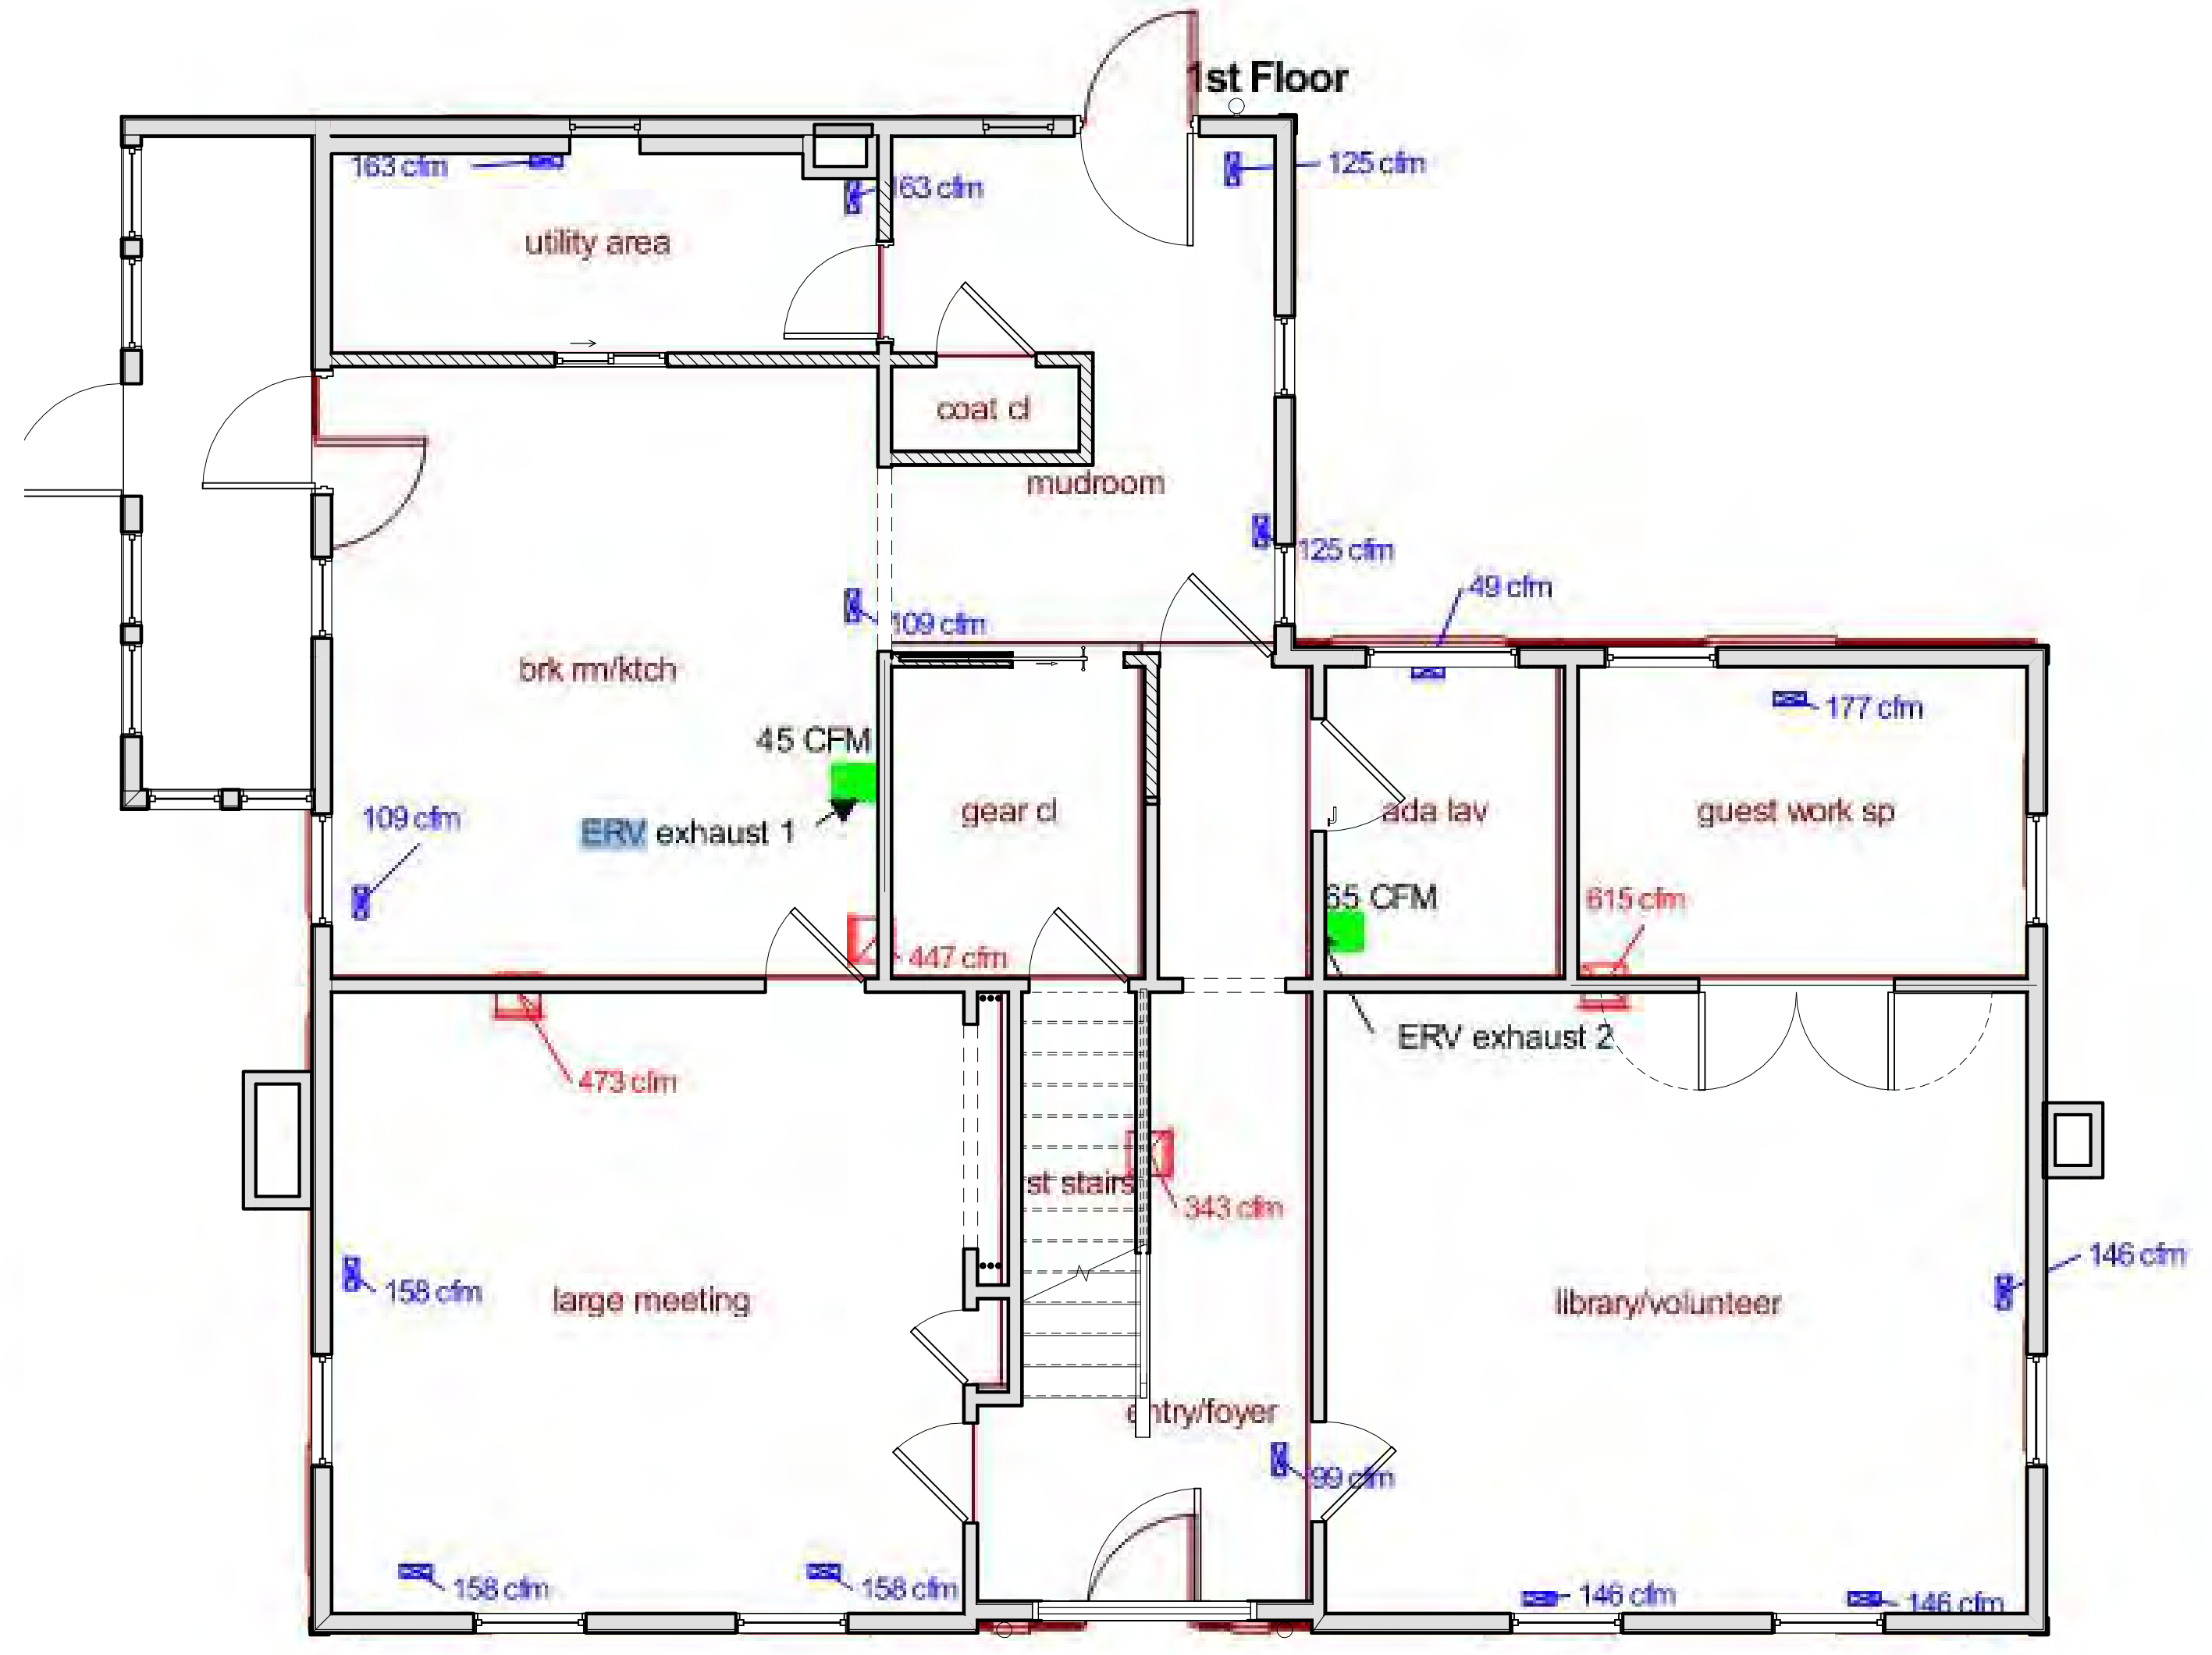 1st Floor
163 cfm
163 cfm
125 cfm
utility area
coat cl
mudroom
125 cfm
49 cfm
109 cfm
brk rm/ktch
177 cfm
45 CFM
109 cfm
ERV exhaust 1
gear cl
ada lav
guest work sp
65 CFM
615 cfm
447 cfm
ERV exhaust 2
473 cfm
st stairs
343 cfm
146 cfm
158 cfm
large meeting
library/volunteer
entry/foyer
99 cfm
158 cfm
158 cfm
146 cfm
146 cfm